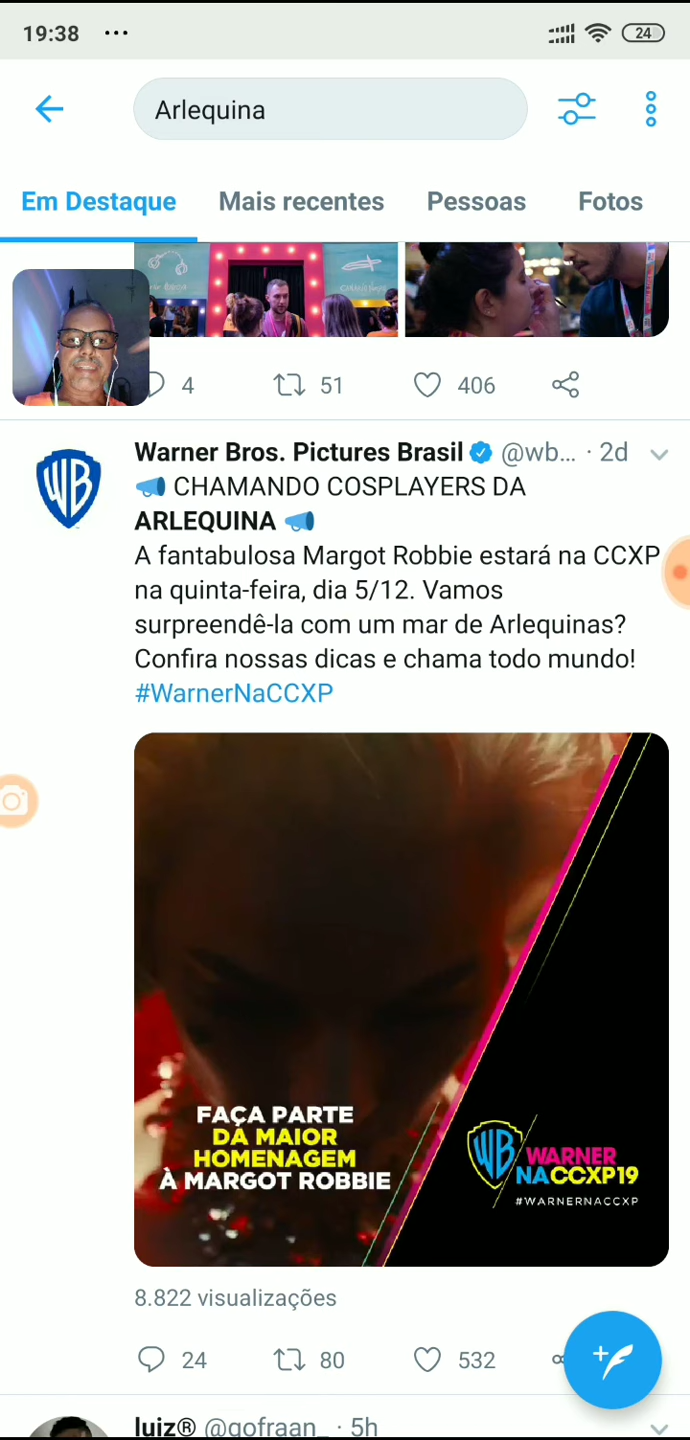 19:38 ... 24
Arlequina
Em Destaque Mais recentes Pessoas Fotos
4 51 406
Warner Bros. Pictures Brasil @wb... · 2d
CHAMANDO COSPLAYERS DA
ARLEQUINA
A fantabulosa Margot Robbie estará na CCXP
na quinta-feira, dia 5/12. Vamos
surpreendê-la com um mar de Arlequinas?
Confira nossas dicas e chama todo mundo!
#WarnerNaCCXP
FAÇA PARTE
DA MAIOR
HOMENAGEM
À MARGOT ROBBIE
WB WARNER
NACCXP19
#WARNERNACCXP
8.822 visualizações
24 80 532
luiz® @gofraan_ · 5h